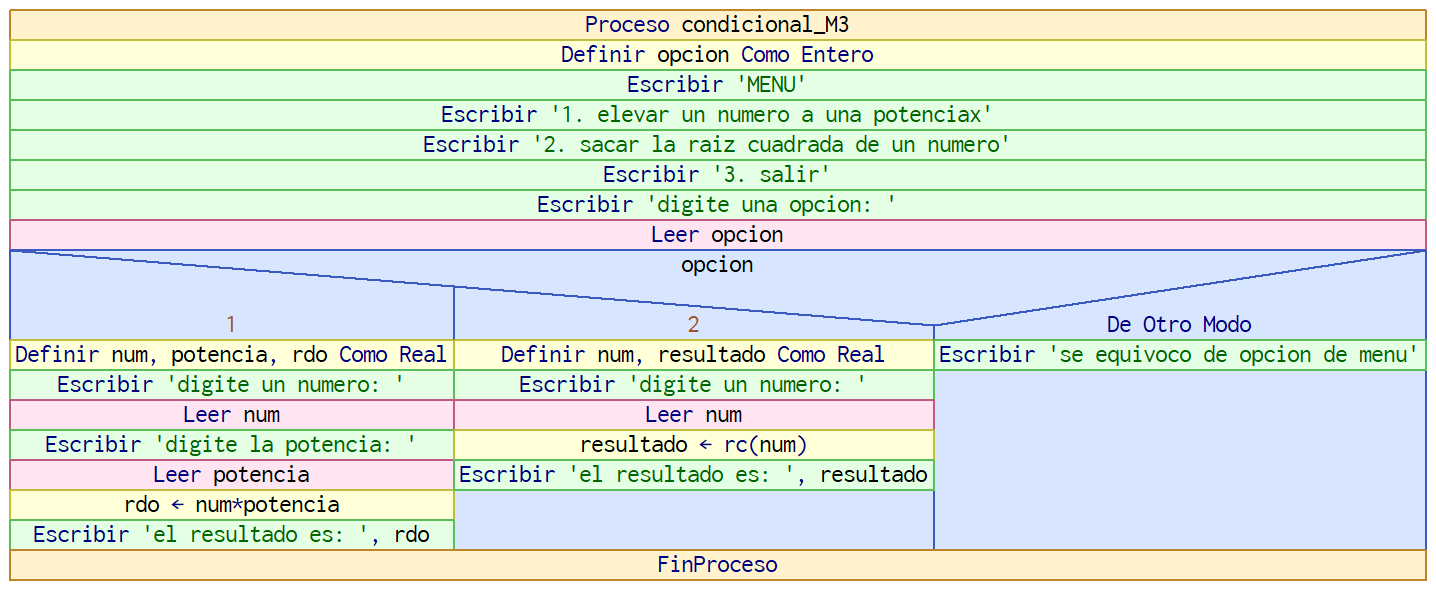 Proceso condicional_M3
Definir opcion Como Entero
Escribir 'MENU'
Escribir '1. elevar un numero a una potenciax'
Escribir '2. sacar la raiz cuadrada de un numero'
Escribir '3. salir'
Escribir 'digite una opcion: '
Leer opcion
opcion
1
Definir num, potencia, rdo Como Real
Escribir 'digite un numero: '
Leer num
Escribir 'digite la potencia: '
Leer potencia
rdo ← num*potencia
Escribir 'el resultado es: ', rdo
2
Definir num, resultado Como Real
Escribir 'digite un numero: '
Leer num
resultado ← rc(num)
Escribir 'el resultado es: ', resultado
De Otro Modo
Escribir 'se equivoco de opcion de menu'
FinProceso